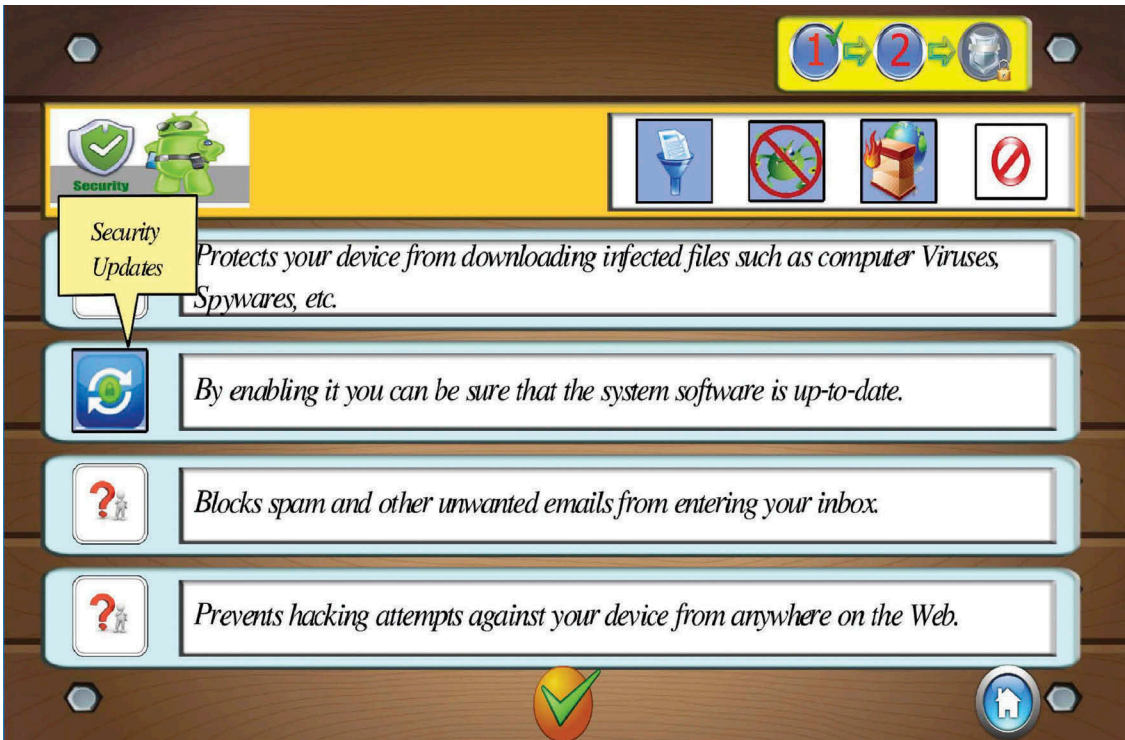 1
2
Security
Security
Updates
Protects your device from downloading infected files such as computer Viruses,
Spywares, etc.
By enabling it you can be sure that the system software is up-to-date.
?
Blocks spam and other unwanted emails from entering your inbox.
?
Prevents hacking attempts against your device from anywhere on the Web.